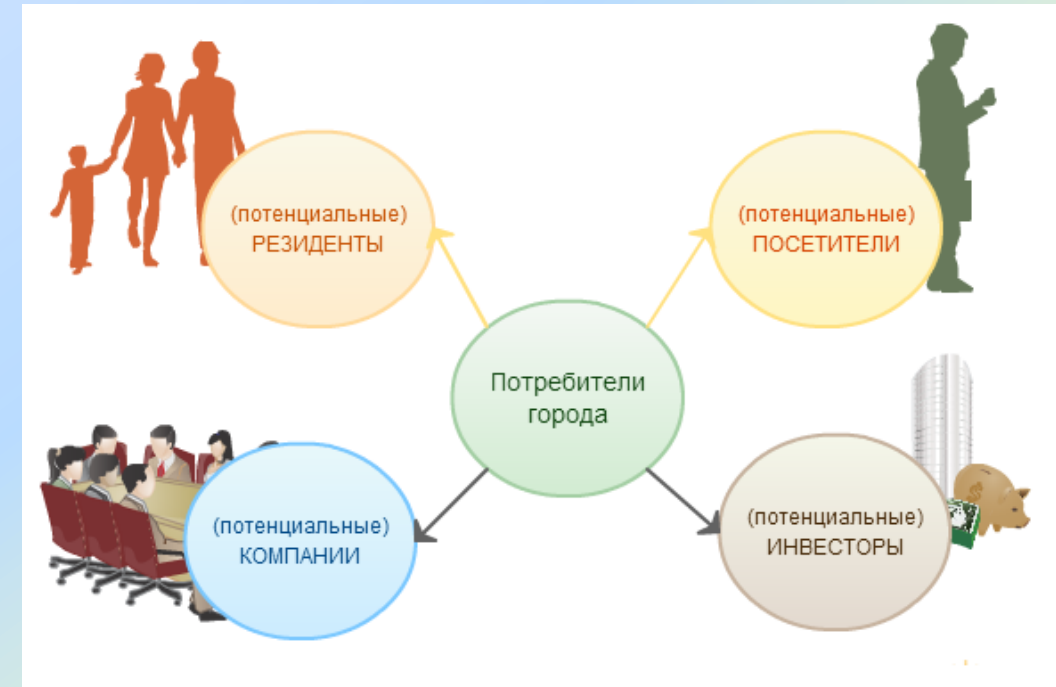 (потенциальные)
РЕЗИДЕНТЫ
(потенциальные)
ПОСЕТИТЕЛИ
Потребители
города
(потенциальные)
КОМПАНИИ
(потенциальные)
ИНВЕСТОРЫ